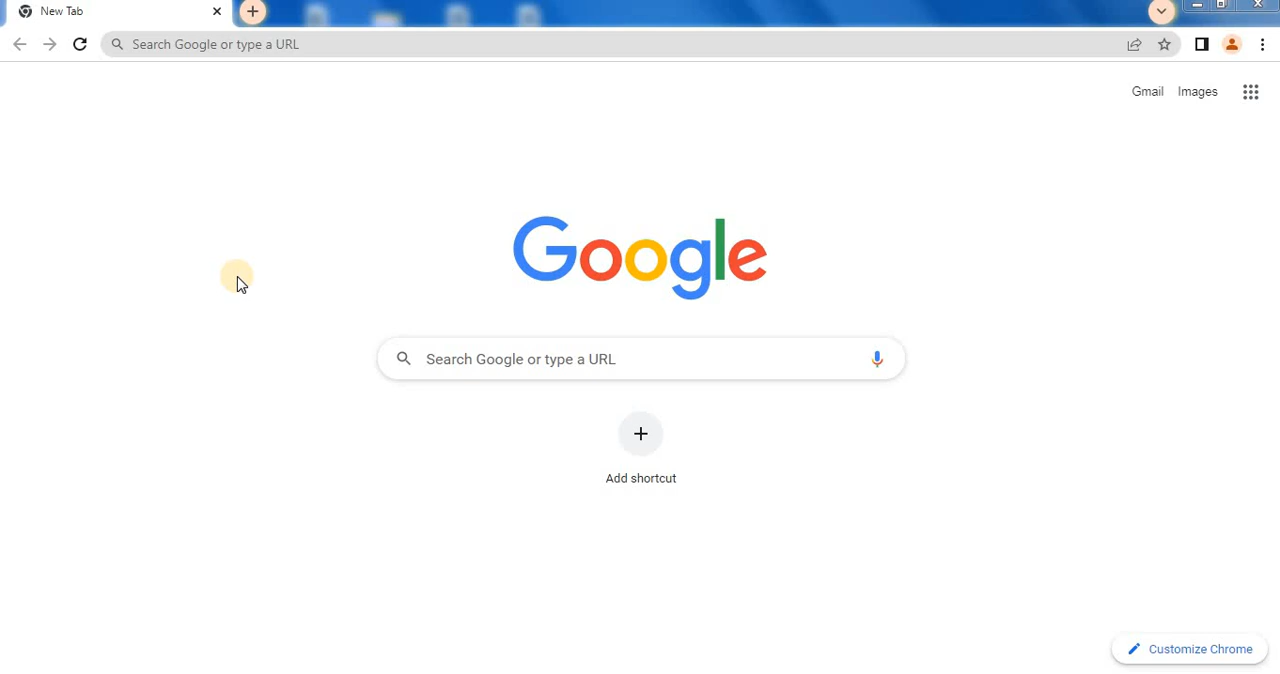 New Tab
Search Google or type a URL
Gmail Images
Google
Search Google or type a URL
Add shortcut
Customize Chrome